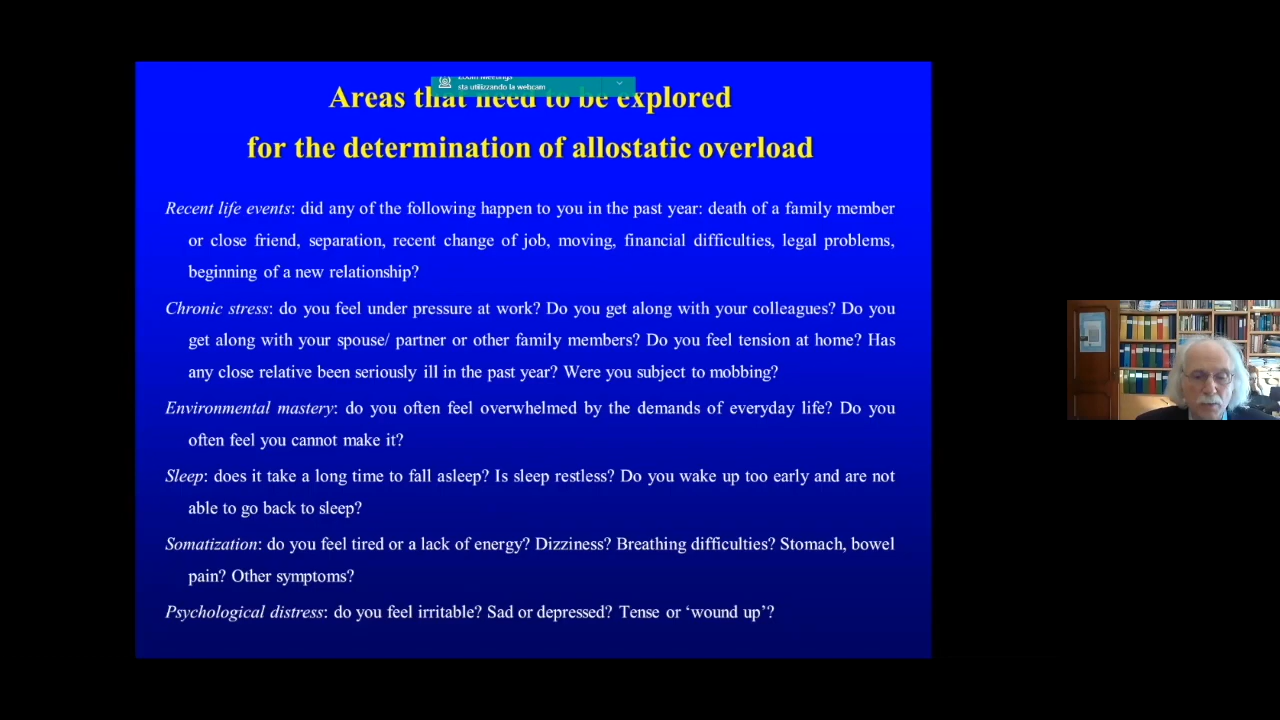 Zoom Meetings
sta utilizzando la webcam
Areas that need to be explored
for the determination of allostatic overload
Recent life events: did any of the following happen to you in the past year: death of a family member
or close friend, separation, recent change of job, moving, financial difficulties, legal problems,
beginning of a new relationship?
Chronic stress: do you feel under pressure at work? Do you get along with your colleagues? Do you
get along with your spouse/ partner or other family members? Do you feel tension at home? Has
any close relative been seriously ill in the past year? Were you subject to mobbing?
Environmental mastery: do you often feel overwhelmed by the demands of everyday life? Do you
often feel you cannot make it?
Sleep: does it take a long time to fall asleep? Is sleep restless? Do you wake up too early and are not
able to go back to sleep?
Somatization: do you feel tired or a lack of energy? Dizziness? Breathing difficulties? Stomach, bowel
pain? Other symptoms?
Psychological distress: do you feel irritable? Sad or depressed? Tense or ‘wound up’?